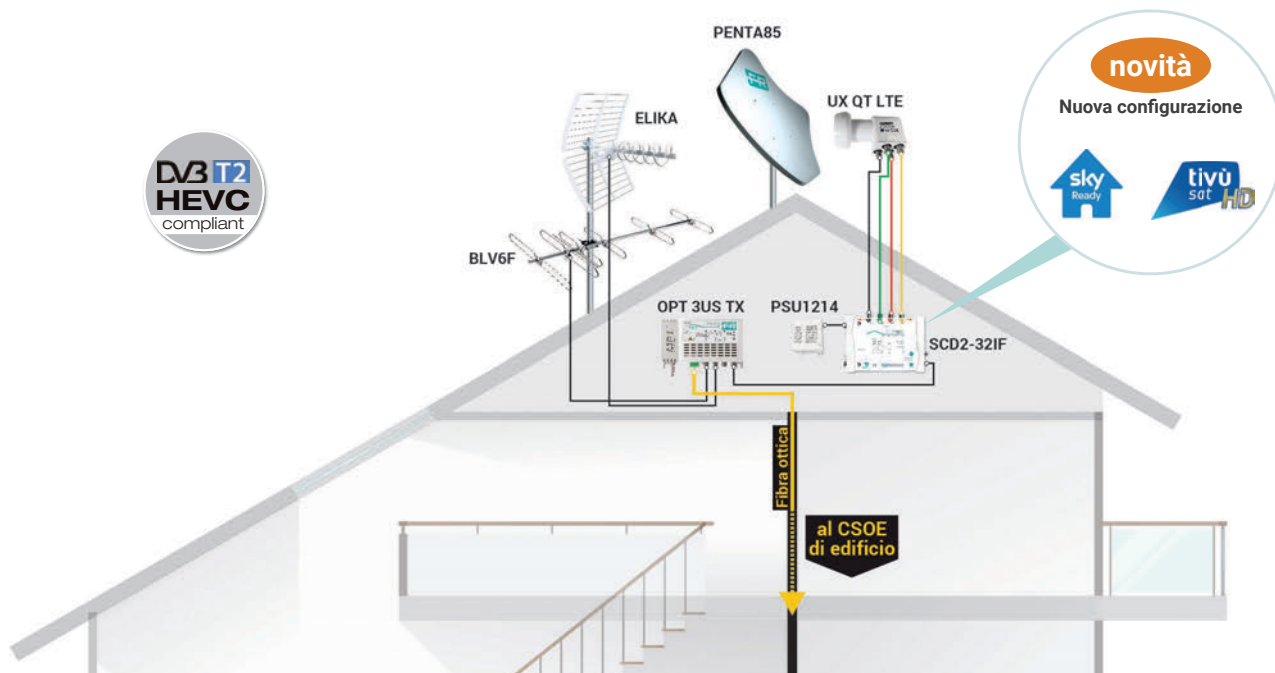 PENTA85
novità
Nuova configurazione
UX QT LTE
ELIKA
sky
Ready
tivù
sat
HD
DVB T2
HEVC
compliant
BLV6F
OPT 3US TX
PSU1214
SCD2-32IF
Fibra ottica
al CSOE
di edificio